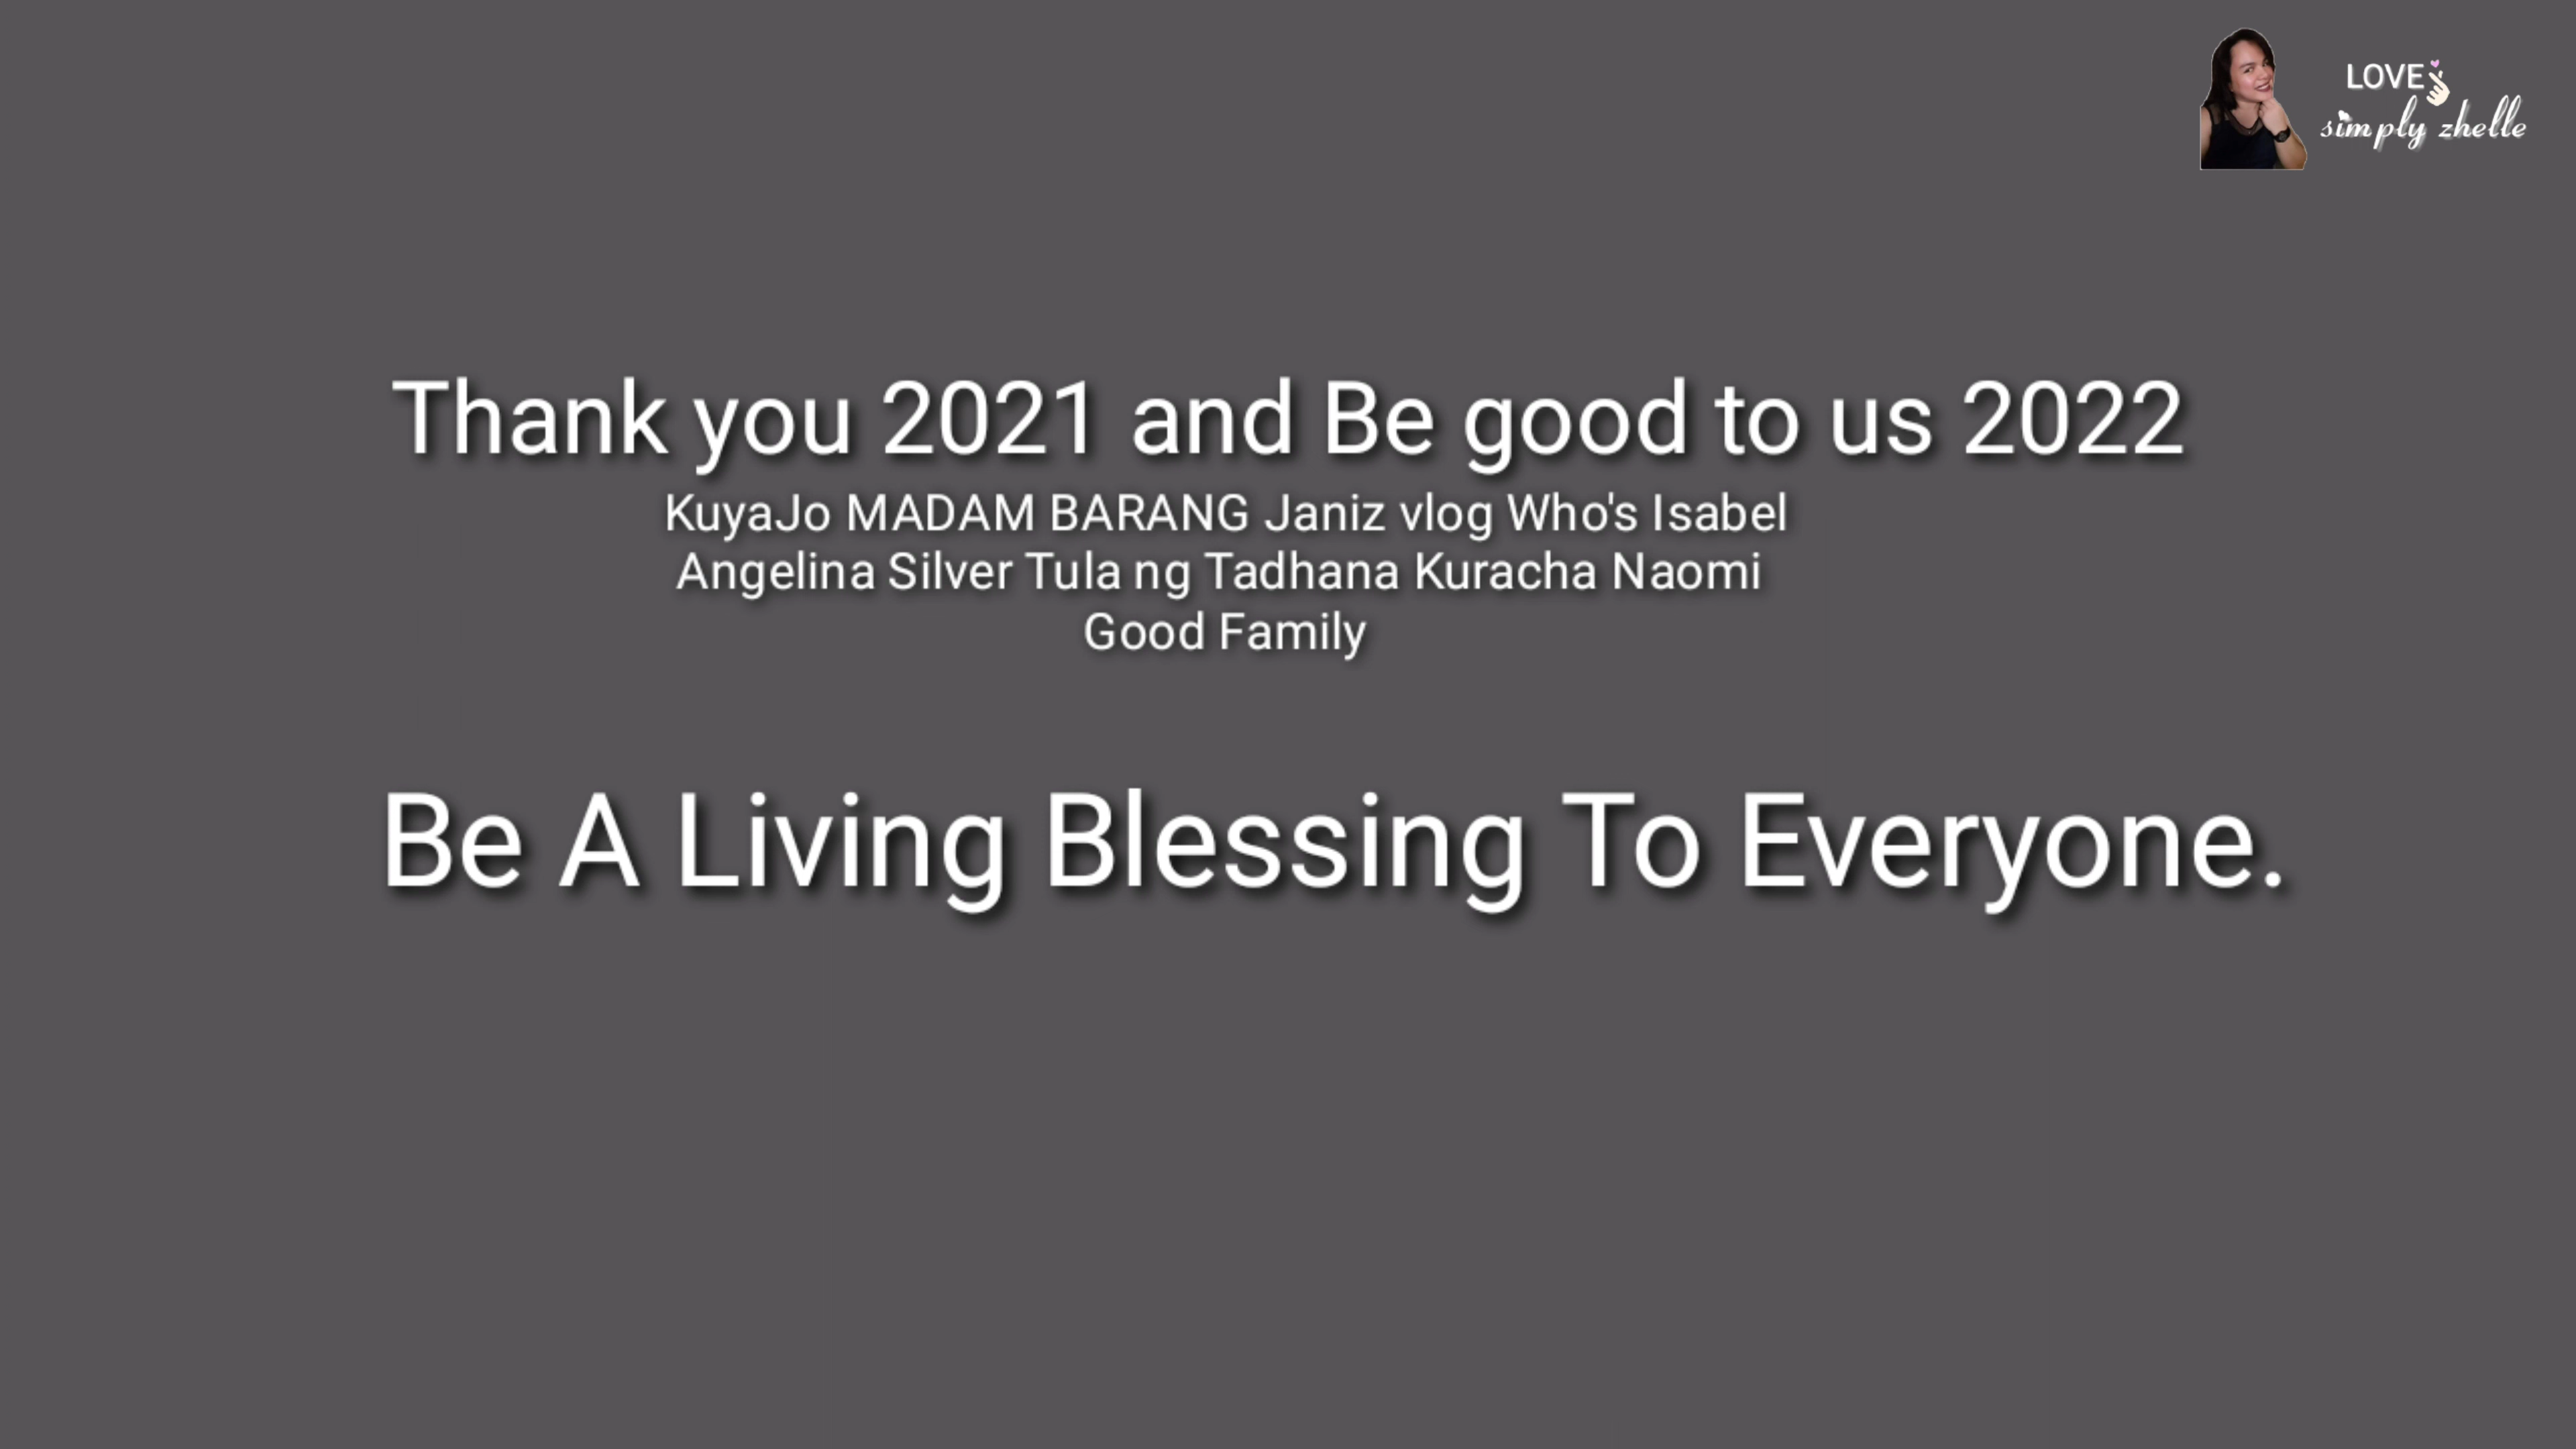 LOVE
simply zhelle
Thank you 2021 and Be good to us 2022
KuyaJo MADAM BARANG Janiz vlog Who's Isabel
Angelina Silver Tula ng Tadhana Kuracha Naomi
Good Family
Be A Living Blessing To Everyone.